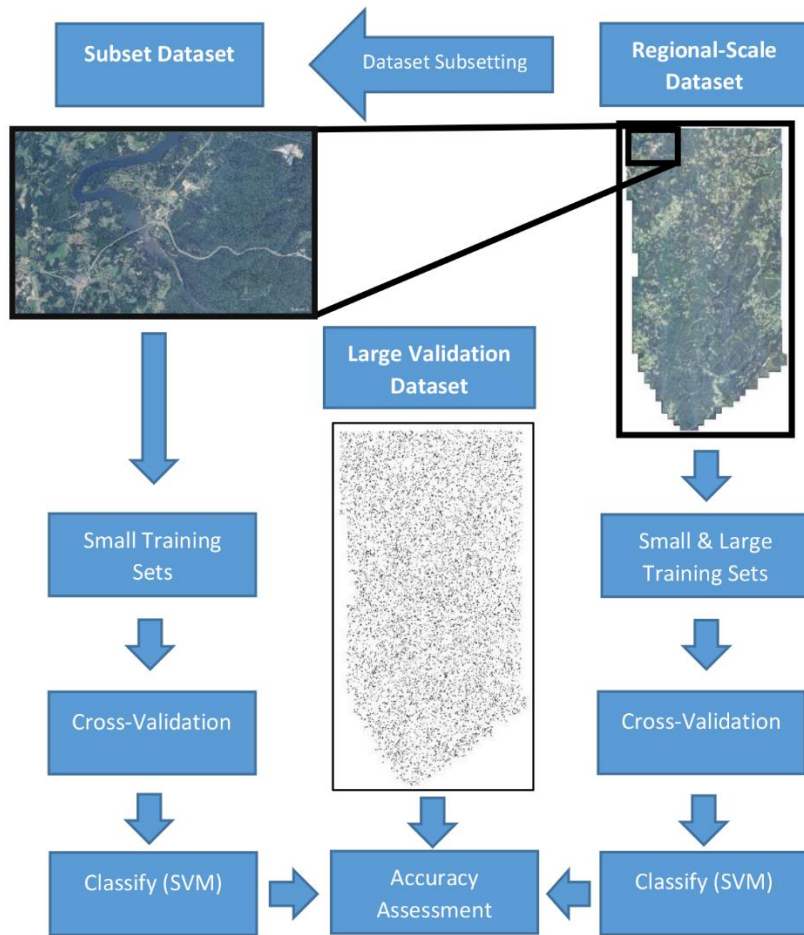 Subset Dataset
Dataset Subsetting
Regional-Scale
Dataset
Large Validation
Dataset
Small Training
Sets
Small & Large
Training Sets
Cross-Validation
Cross-Validation
Classify (SVM)
Accuracy
Assessment
Classify (SVM)